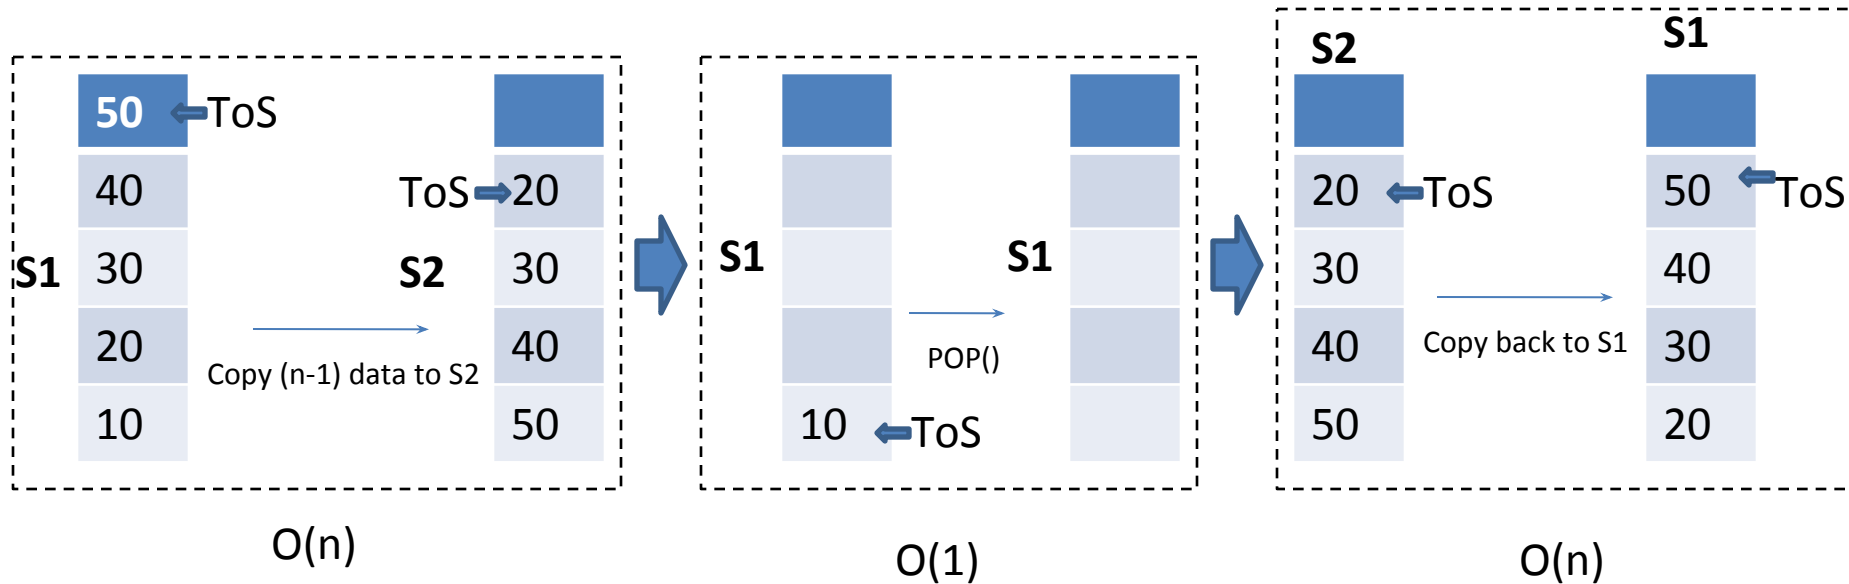 50 ToS
40 ToS 20
S1 30 S2 30
20 40
Copy (n-1) data to S2
10 50
O(n)
S1 S1
POP()
10 ToS
O(1)
S2 S1
20 ToS 50 ToS
30 40
40 Copy back to S1 30
50 20
O(n)